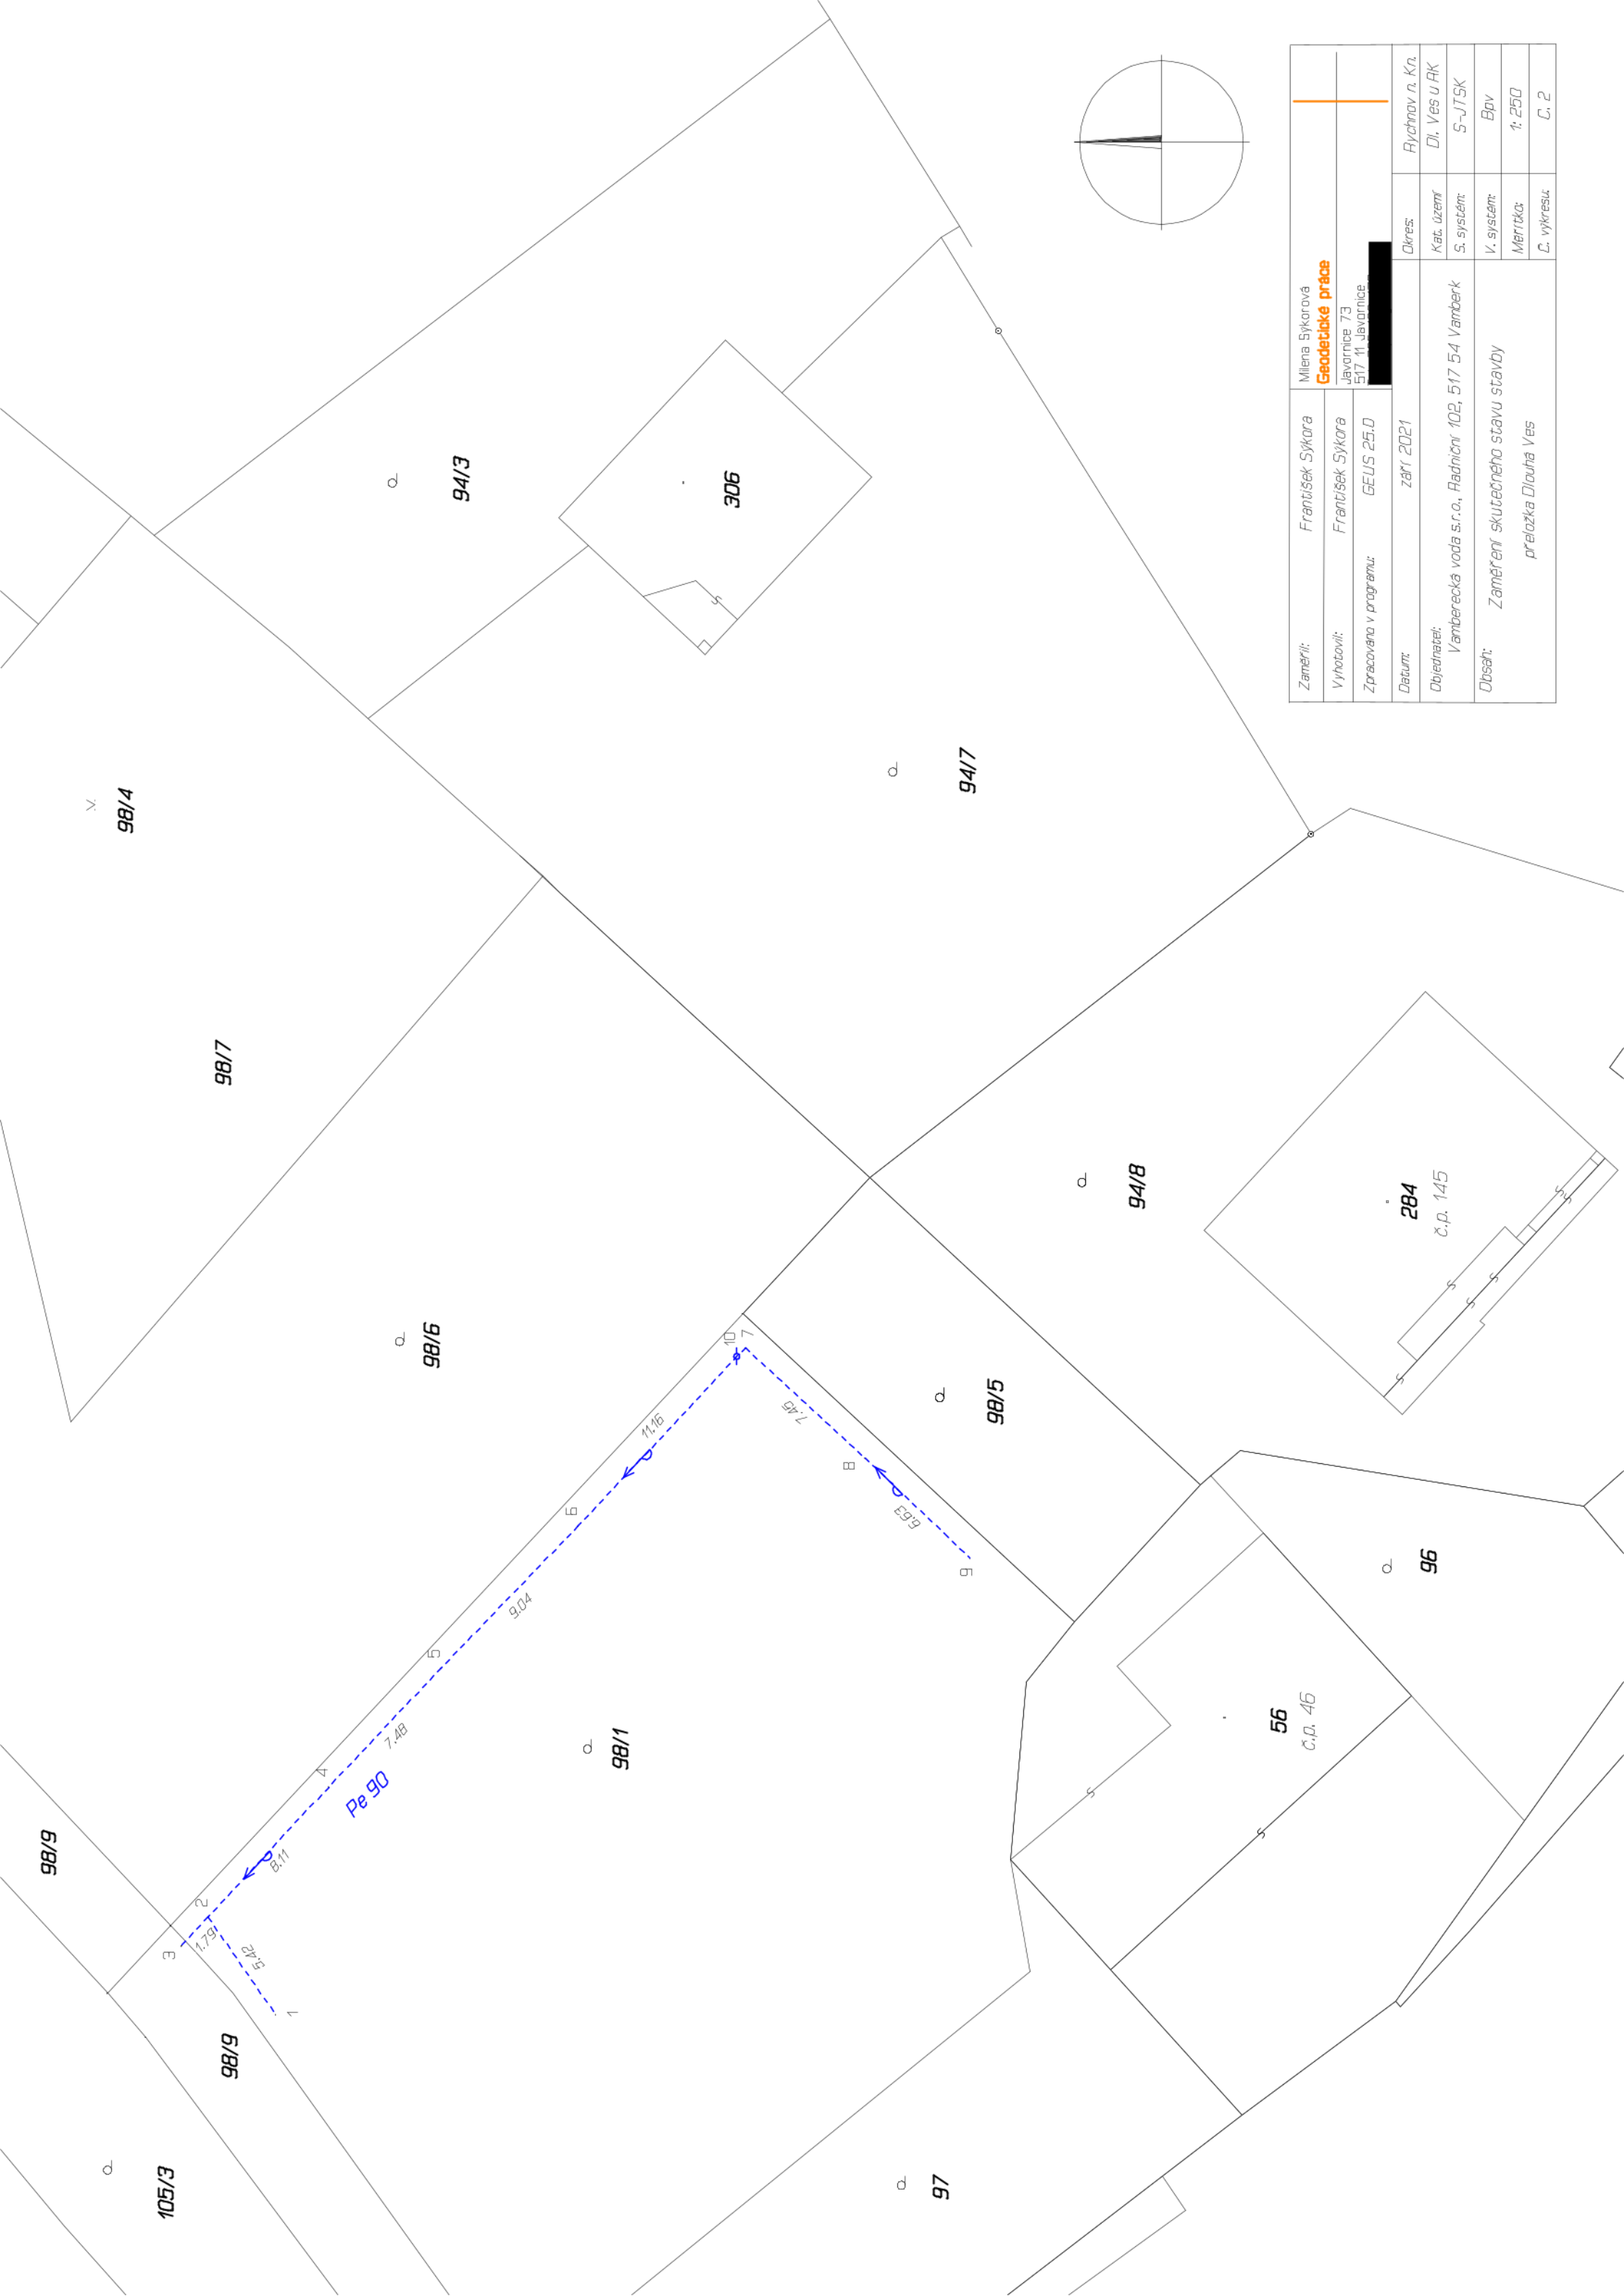 Zaměřil: František Sýkora
Vyhotovil: František Sýkora
Zpracováno v programu: GEUS 25.0
Milena Sýkorová
Geodetické práce
Javornice 73
517 11 Javornice
Datum: září 2021
Okres: Rychnov n. Kn.
Objednatel:
Vamberecká voda s.r.o., Radniční 102, 517 54 Vamberk
Kat. území Dl. Ves u RK
S. systém: S-JTSK
Obsah:
Zaměření skutečného stavu stavby
přeložka Dlouhá Ves
V. systém: Bpv
Měřítko: 1: 250
Č. výkresu: C. 2
98/4
94/3
306
94/7
98/7
98/6
94/8
284
č.p. 145
98/5
96
56
č.p. 46
98/1
98/9
98/9
105/3
97
Pe 90
1
2
3
4
5
6
7
8
9
10
5.42
1.79
8.11
7.48
9.04
11.16
7.45
6.63
s
s
s
s
s
s
s
s
s